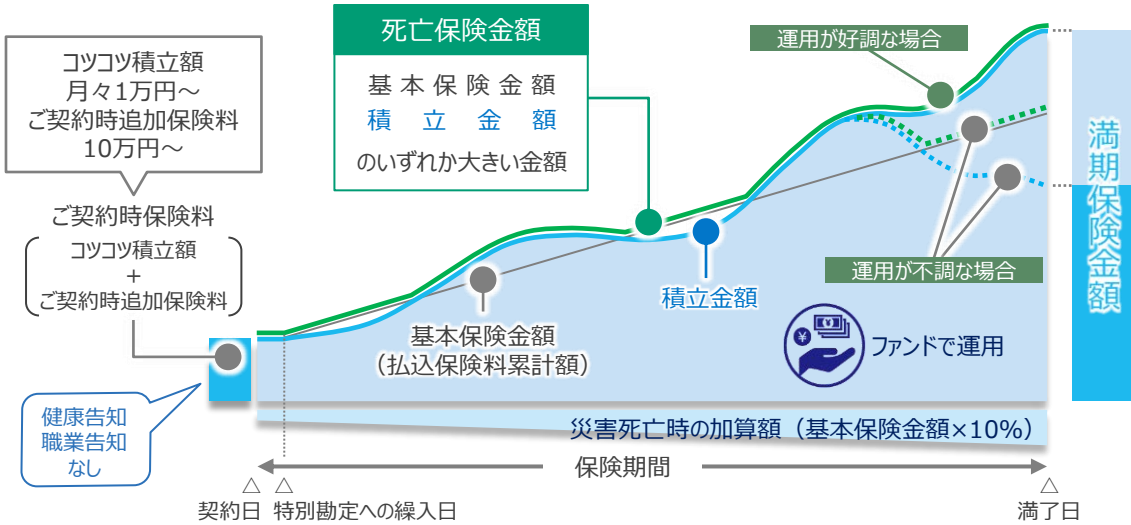 コツコツ積立額
月々1万円～
ご契約時追加保険料
10万円～
ご契約時保険料
コツコツ積立額
+
ご契約時追加保険料
健康告知
職業告知
なし
死亡保険金額
基本保険金額
積立金額
のいずれか大きい金額
運用が好調な場合
運用が不調な場合
積立金額
基本保険金額
（払込保険料累計額）
¥
¥
ファンドで運用
満期保険金額
災害死亡時の加算額（基本保険金額×10%）
保険期間
△
△
△
契約日
特別勘定への繰入日
満了日